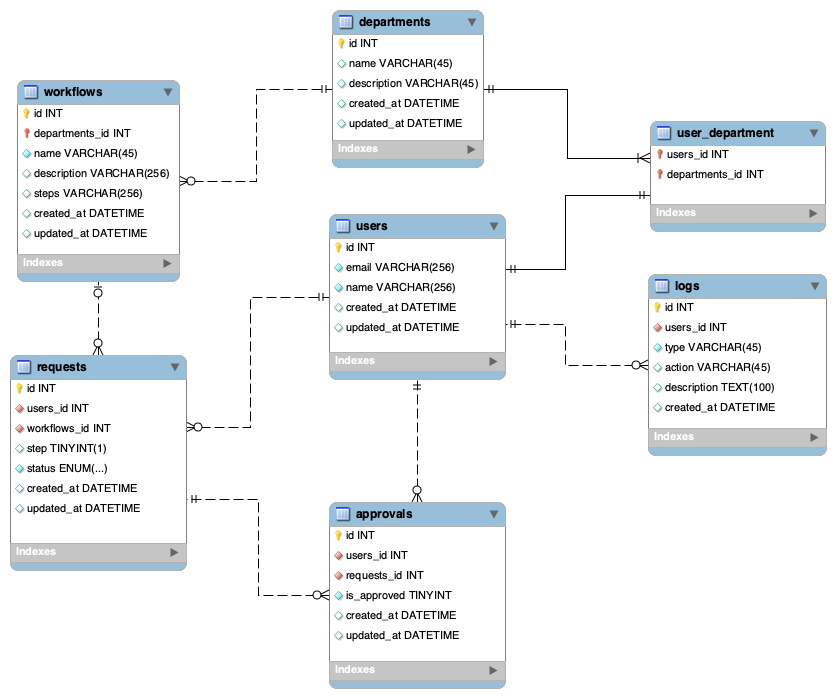 departments
id INT
name VARCHAR(45)
description VARCHAR(45)
created_at DATETIME
updated_at DATETIME
Indexes
workflows
id INT
departments_id INT
name VARCHAR(45)
description VARCHAR(256)
steps VARCHAR(256)
created_at DATETIME
updated_at DATETIME
Indexes
user_department
users_id INT
departments_id INT
Indexes
users
id INT
email VARCHAR(256)
name VARCHAR(256)
created_at DATETIME
updated_at DATETIME
Indexes
logs
id INT
users_id INT
type VARCHAR(45)
action VARCHAR(45)
description TEXT(100)
created_at DATETIME
Indexes
requests
id INT
users_id INT
workflows_id INT
step TINYINT(1)
status ENUM(...)
created_at DATETIME
updated_at DATETIME
Indexes
approvals
id INT
users_id INT
requests_id INT
is_approved TINYINT
created_at DATETIME
updated_at DATETIME
Indexes